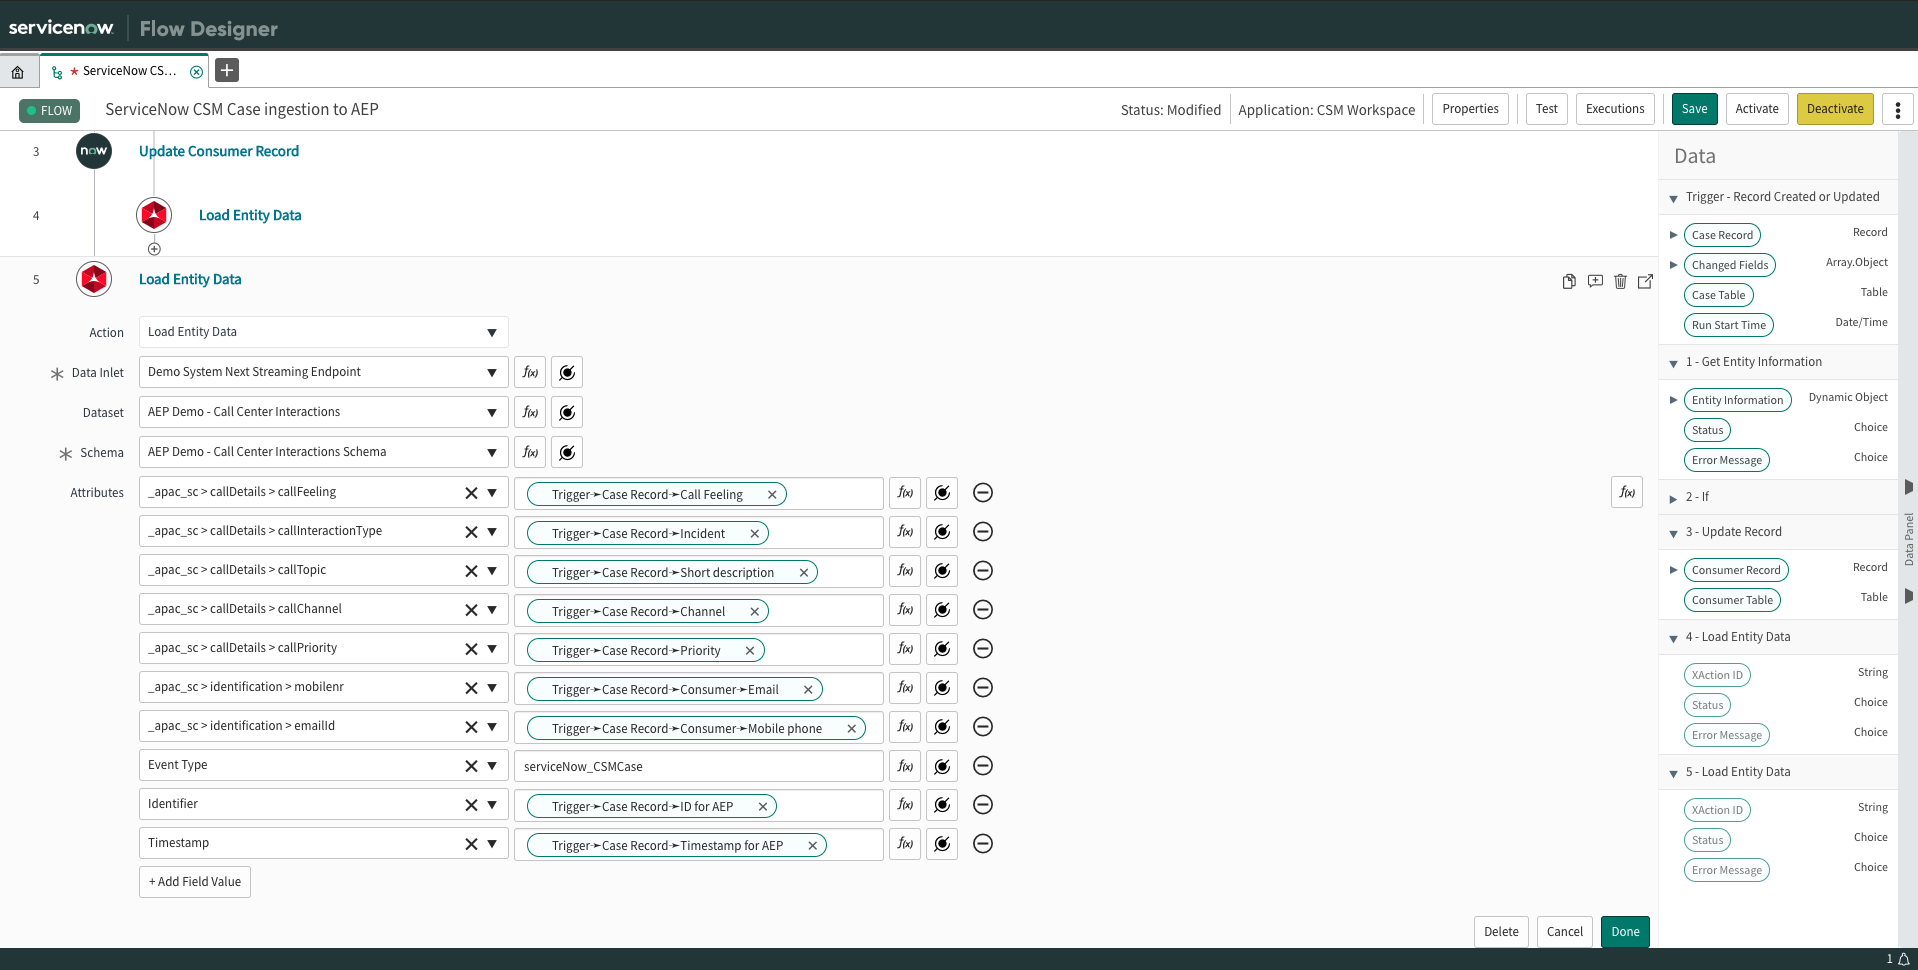 servicenow Flow Designer
★ ServiceNow CS...
FLOW ServiceNow CSM Case ingestion to AEP Status: Modified Application: CSM Workspace Properties Test Executions Save Activate Deactivate
3 now Update Consumer Record
4 Load Entity Data
5 Load Entity Data
Action Load Entity Data
Data Inlet Demo System Next Streaming Endpoint f(x)
Dataset AEP Demo - Call Center Interactions f(x)
Schema AEP Demo - Call Center Interactions Schema f(x)
Attributes _apac_sc > callDetails > callFeeling Trigger➛Case Record➛Call Feeling f(x) f(x)
_apac_sc > callDetails > callInteractionType Trigger➛Case Record➛Incident f(x)
_apac_sc > callDetails > callTopic Trigger➛Case Record➛Short description f(x)
_apac_sc > callDetails > callChannel Trigger➛Case Record➛Channel f(x)
_apac_sc > callDetails > callPriority Trigger➛Case Record➛Priority f(x)
_apac_sc > identification > mobilenr Trigger➛Case Record➛Consumer➛Email f(x)
_apac_sc > identification > emailId Trigger➛Case Record➛Consumer➛Mobile phone f(x)
Event Type serviceNow_CSMCase f(x)
Identifier Trigger➛Case Record➛ID for AEP f(x)
Timestamp Trigger➛Case Record➛Timestamp for AEP f(x)
+ Add Field Value
Delete Cancel Done
Data
Trigger - Record Created or Updated
Case Record Record
Changed Fields Array.Object
Case Table Table
Run Start Time Date/Time
1 - Get Entity Information
Entity Information Dynamic Object
Status Choice
Error Message Choice
2 - If
3 - Update Record
Consumer Record Record
Consumer Table Table
4 - Load Entity Data
XAction ID String
Status Choice
Error Message Choice
5 - Load Entity Data
XAction ID String
Status Choice
Error Message Choice
Data Panel
1